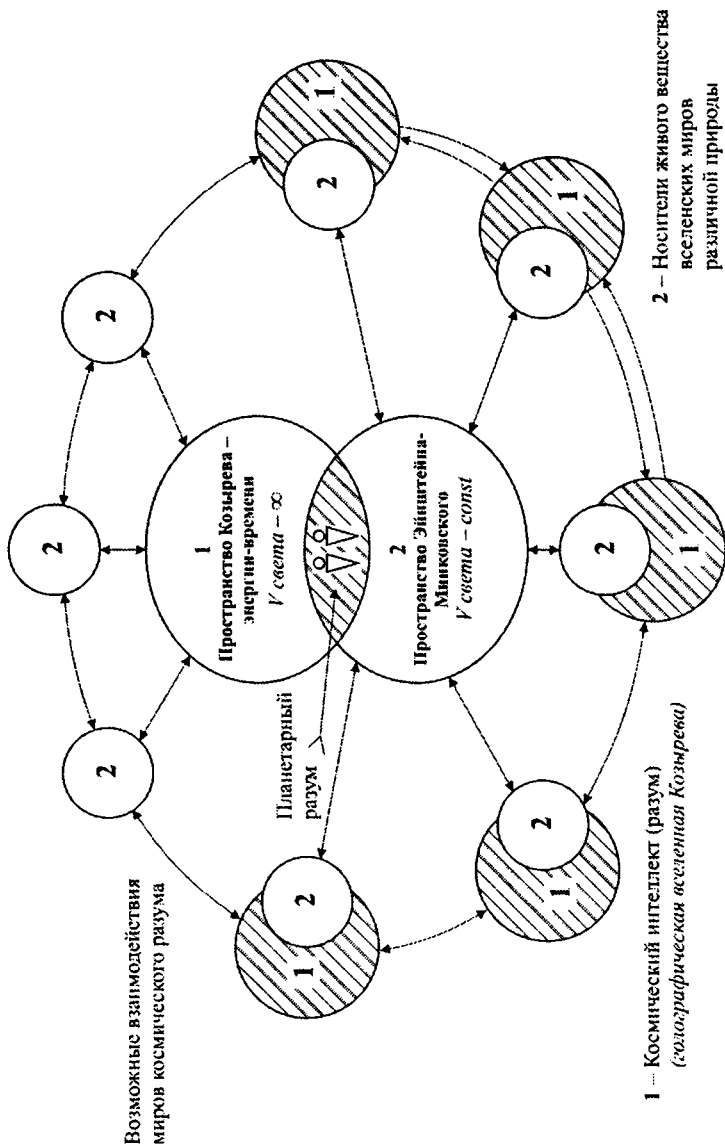 Возможные взаимодействия
миров космического разума
2
2
2
2
1
2
1
2
1
2
1
2
1
2
1
1
Пространство Козырева –
энергии-времени
V света – ∞
Планетарный
разум
2
Пространство Эйнштейна-
Минковского
V света – const
1 – Космический интеллект (разум)
(голографическая вселенная Козырева)
2 – Носители живого вещества
вселенских миров
различной природы